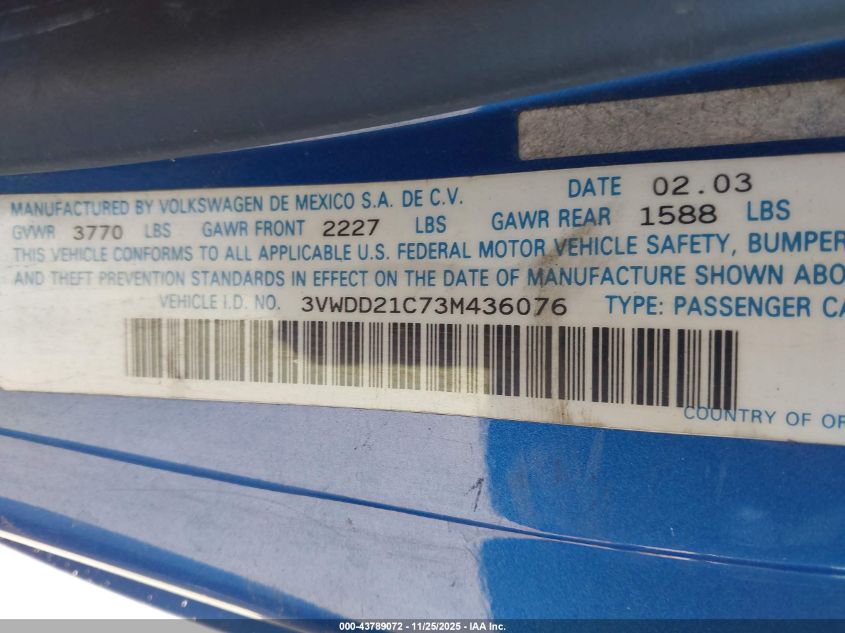 MANUFACTURED BY VOLKSWAGEN DE MEXICO S.A. DE C.V. DATE 02.03
GVWR 3770 LBS GAWR FRONT 2227 LBS GAWR REAR 1588 LBS
THIS VEHICLE CONFORMS TO ALL APPLICABLE U.S. FEDERAL MOTOR VEHICLE SAFETY, BUMPER
AND THEFT PREVENTION STANDARDS IN EFFECT ON THE DATE OF MANUFACTURE SHOWN ABO
VEHICLE I.D. NO. 3VWDD21C73M436076 TYPE: PASSENGER CA
COUNTRY OF OR
000-43789072 - 11/25/2025 - IAA Inc.